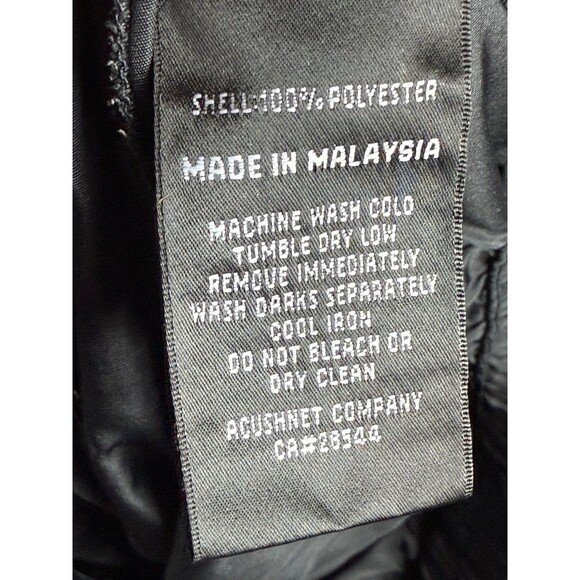 SHELL:100% POLYESTER
MADE IN MALAYSIA
MACHINE WASH COLD
TUMBLE DRY LOW
REMOVE IMMEDIATELY
WASH DARKS SEPARATELY
COOL IRON
DO NOT BLEACH OR
DRY CLEAN
ACUSHNET COMPANY
CA#28544